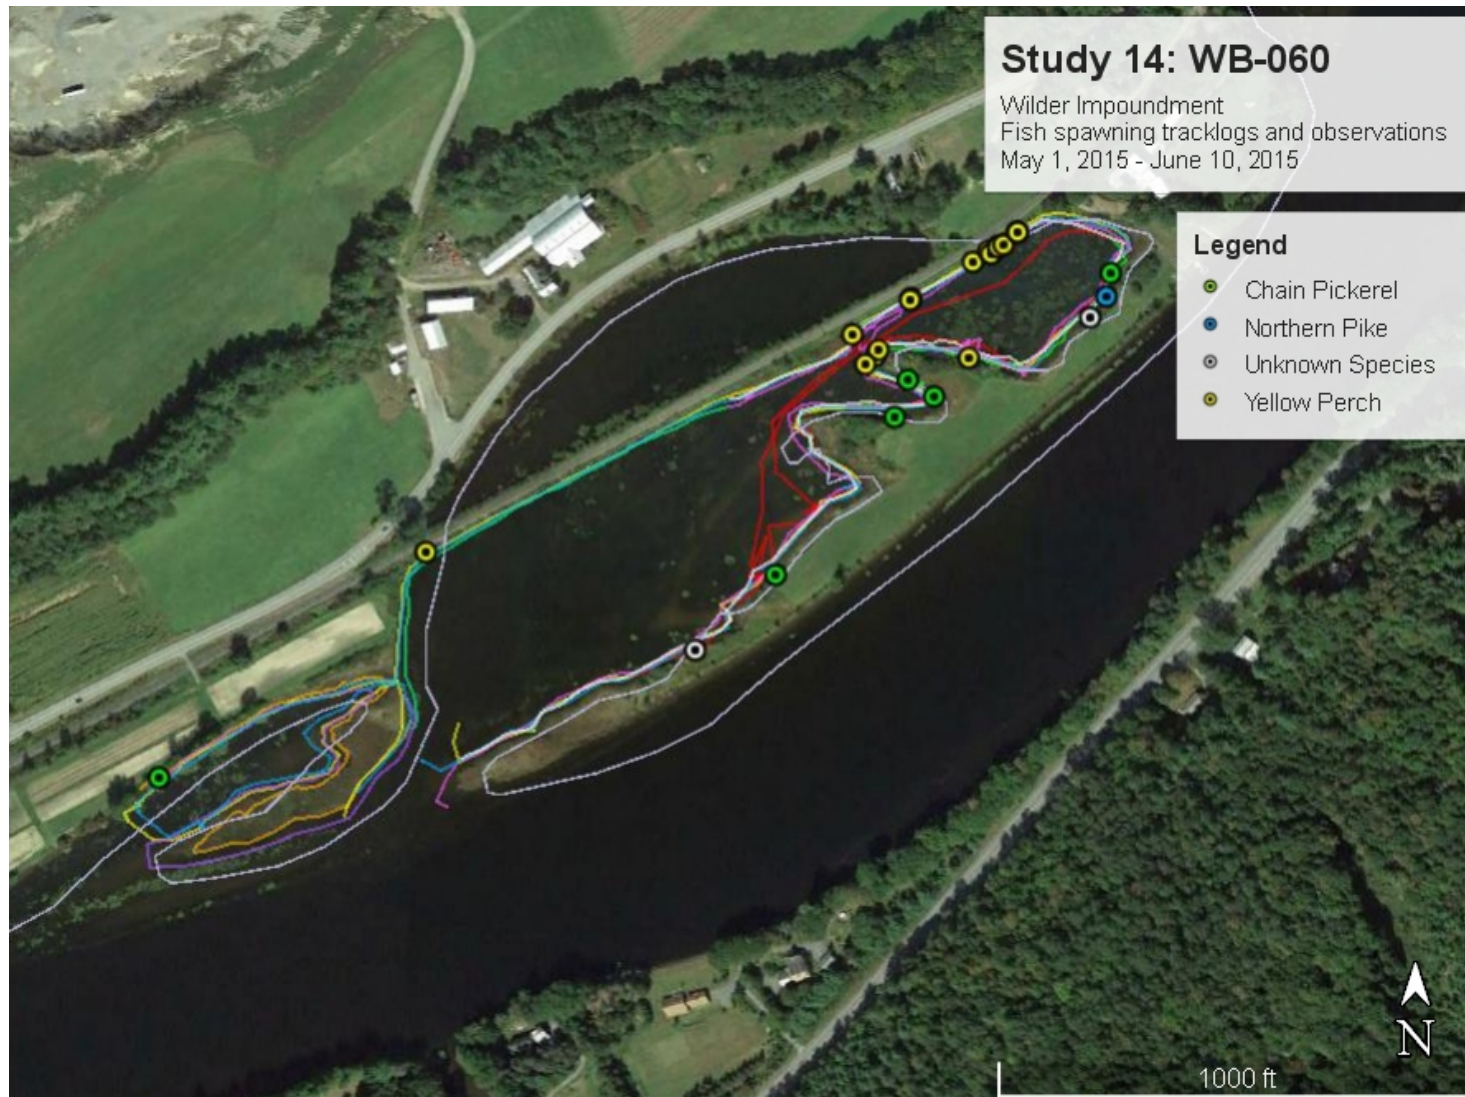 Study 14: WB-060
Wilder Impoundment
Fish spawning tracklogs and observations
May 1, 2015 - June 10, 2015
Legend
Chain Pickerel
Northern Pike
Unknown Species
Yellow Perch
N
1000 ft